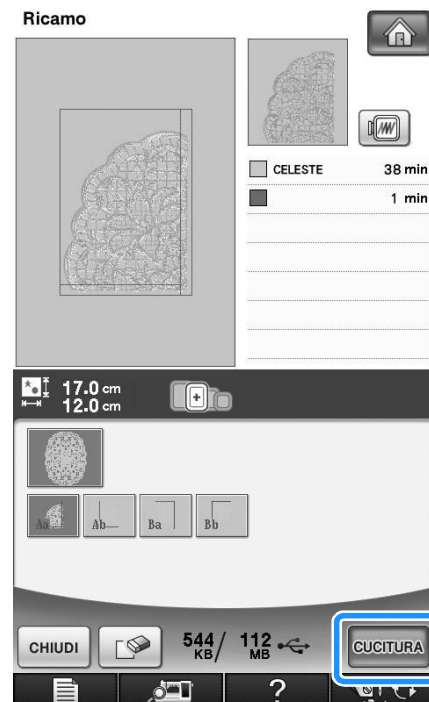 Ricamo
CELESTE 38 min
1 min
17.0 cm
12.0 cm
Aa Ab Ba Bb
CHIUDI 544 KB/ 112 MB CUCITURA
?